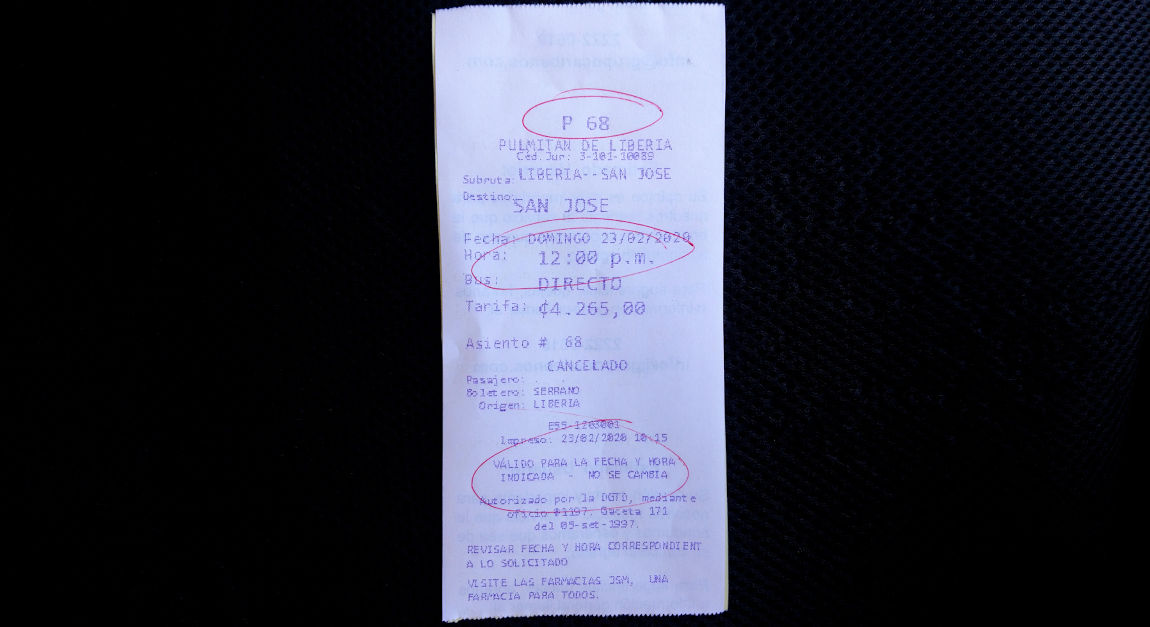 P 68
PULMITAN DE LIBERIA
Céd.Jur: 3-101-10089
Subruta: LIBERIA--SAN JOSE
Destino: SAN JOSE
Fecha: DOMINGO 23/02/2020
Hora: 12:00 p.m.
Bus: DIRECTO
Tarifa: ¢4.265,00
Asiento # 68
CANCELADO
Pasajero: . .
Boletero: SERRANO
Origen: LIBERIA
Impreso: 23/02/2020 10:15
VÁLIDO PARA LA FECHA Y HORA
INDICADA - NO SE CAMBIA
Autorizado por la DGTD, mediante
oficio #1197. Gaceta 171
del 05-set-1997.
REVISAR FECHA Y HORA CORRESPONDIENT
A LO SOLICITADO
VISITE LAS FARMACIAS JSM, UNA
FARMACIA PARA TODOS.